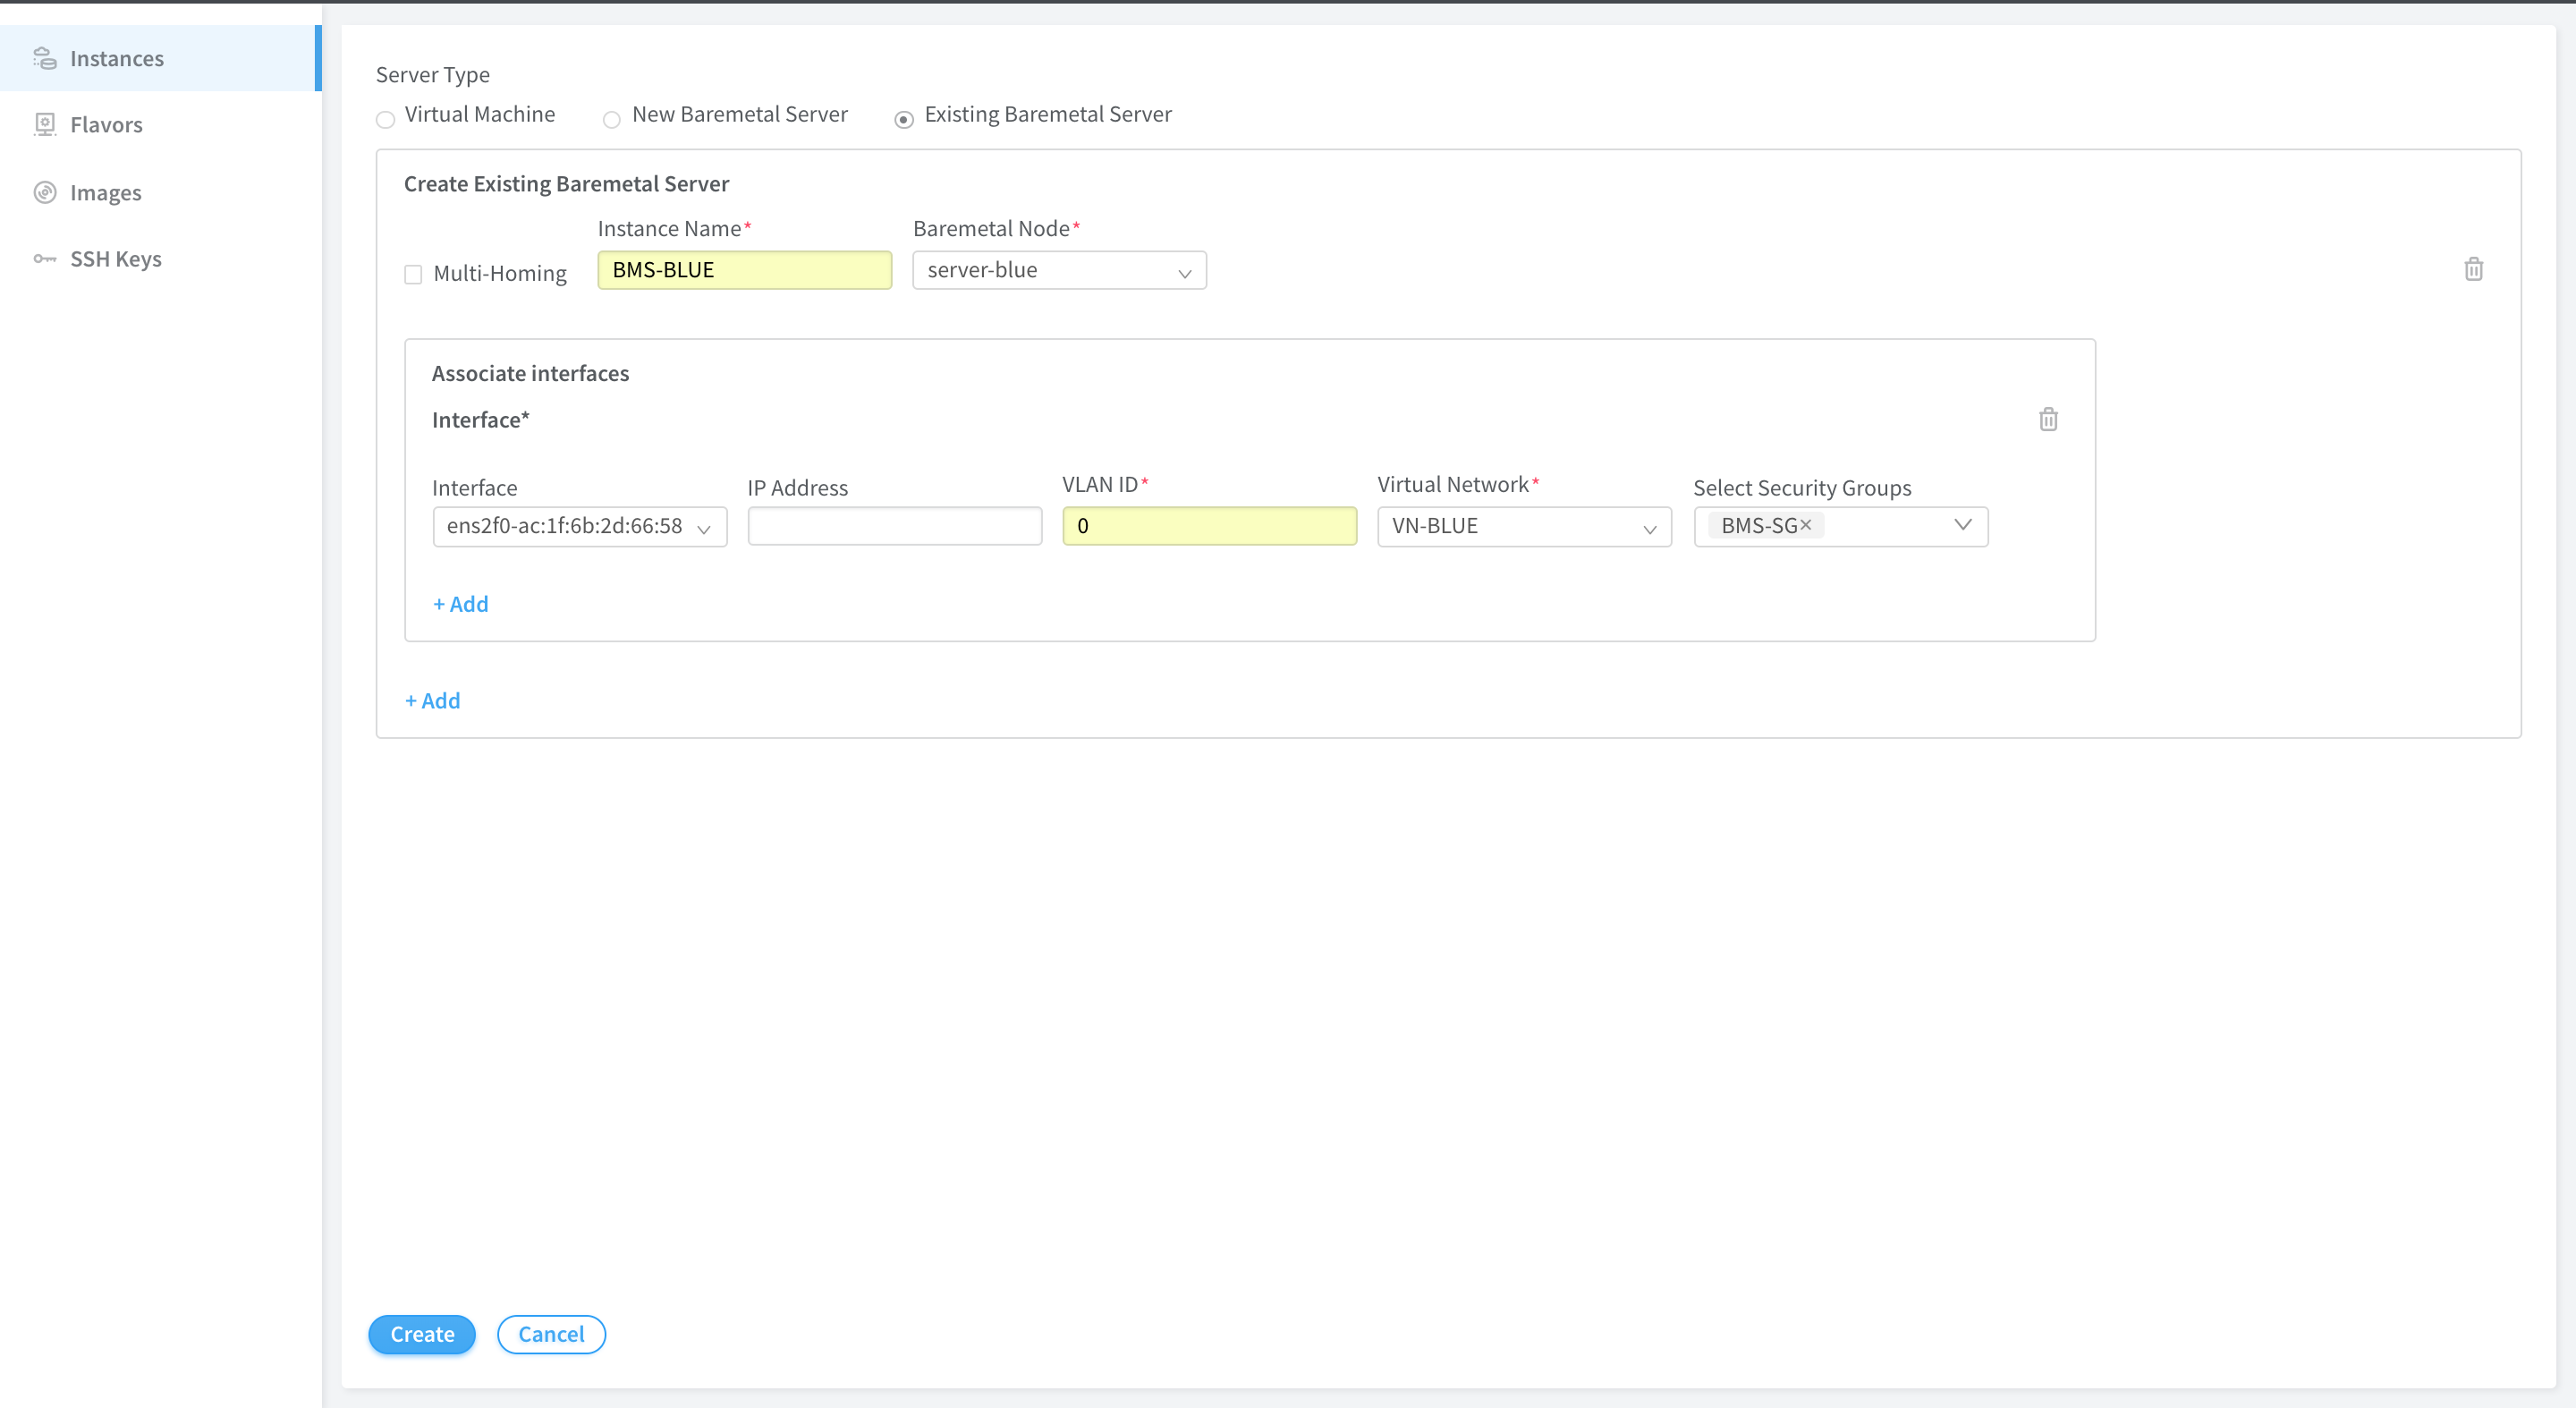 Instances
Flavors
Images
SSH Keys
Server Type
Virtual Machine New Baremetal Server Existing Baremetal Server
Create Existing Baremetal Server
Instance Name* Baremetal Node*
Multi-Homing BMS-BLUE server-blue
Associate interfaces
Interface*
Interface IP Address VLAN ID* Virtual Network* Select Security Groups
ens2f0-ac:1f:6b:2d:66:58 0 VN-BLUE BMS-SG×
+ Add
+ Add
Create Cancel